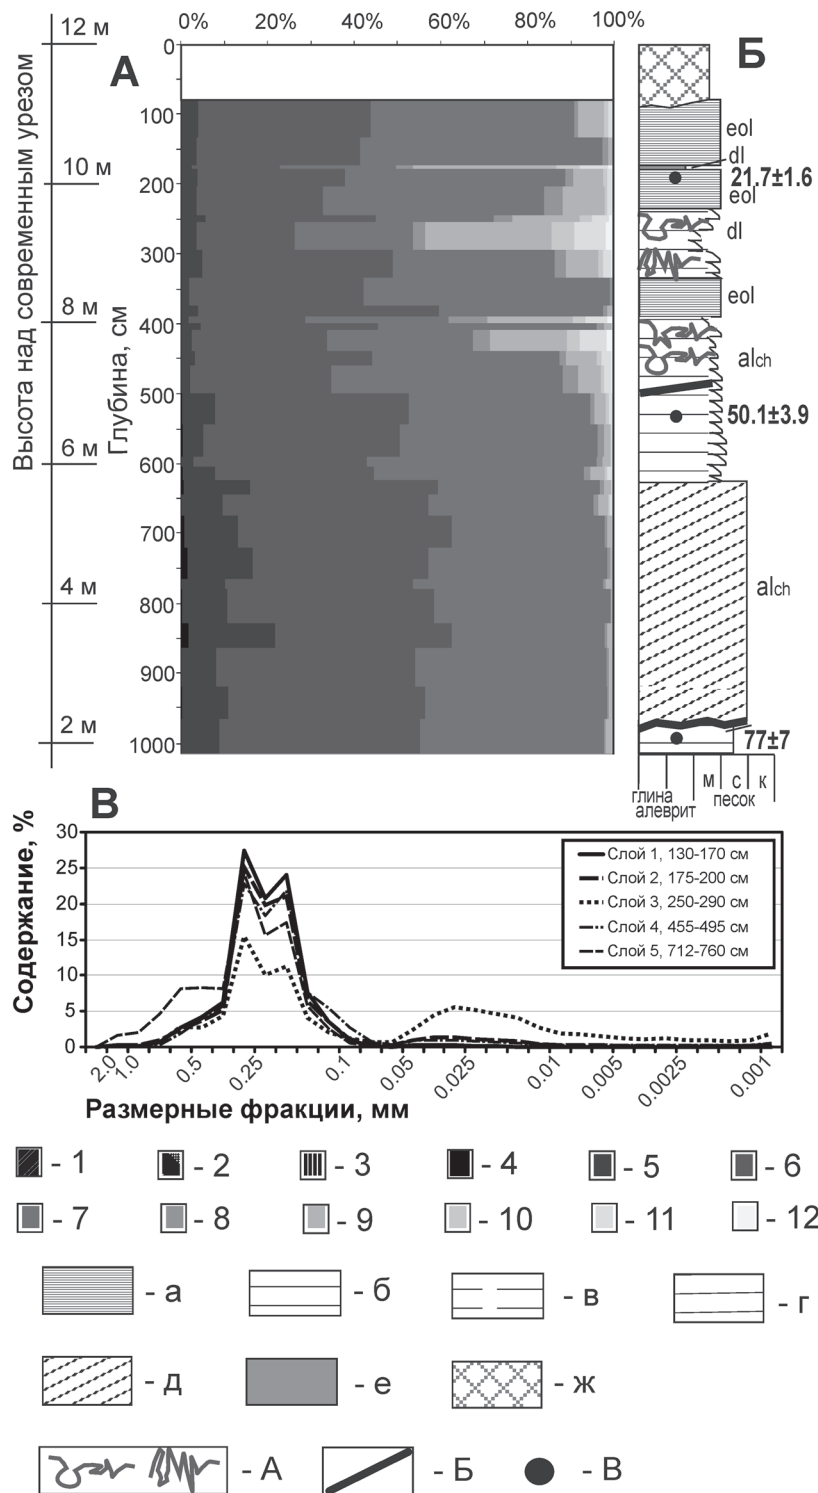 0% 20% 40% 60% 80% 100%
12 м
10 м
8 м
6 м
4 м
2 м
Высота над современным урезом
А
Глубина, см
0
100
200
300
400
500
600
700
800
900
1000
Б
eol
dl
21.7±1.6
eol
dl
eol
alch
50.1±3.9
alch
77±7
глина
алеврит
м с к
песок
В
Содержание, %
30
25
20
15
10
5
0
Слой 1, 130-170 см
Слой 2, 175-200 см
Слой 3, 250-290 см
Слой 4, 455-495 см
Слой 5, 712-760 см
2.0 1.0 0.5 0.25 0.1 0.05 0.025 0.01 0.005 0.0025 0.001
Размерные фракции, мм
- 1 - 2 - 3 - 4 - 5 - 6
- 7 - 8 - 9 - 10 - 11 - 12
- а - б - в - г
- д - е - ж
- А - Б - В